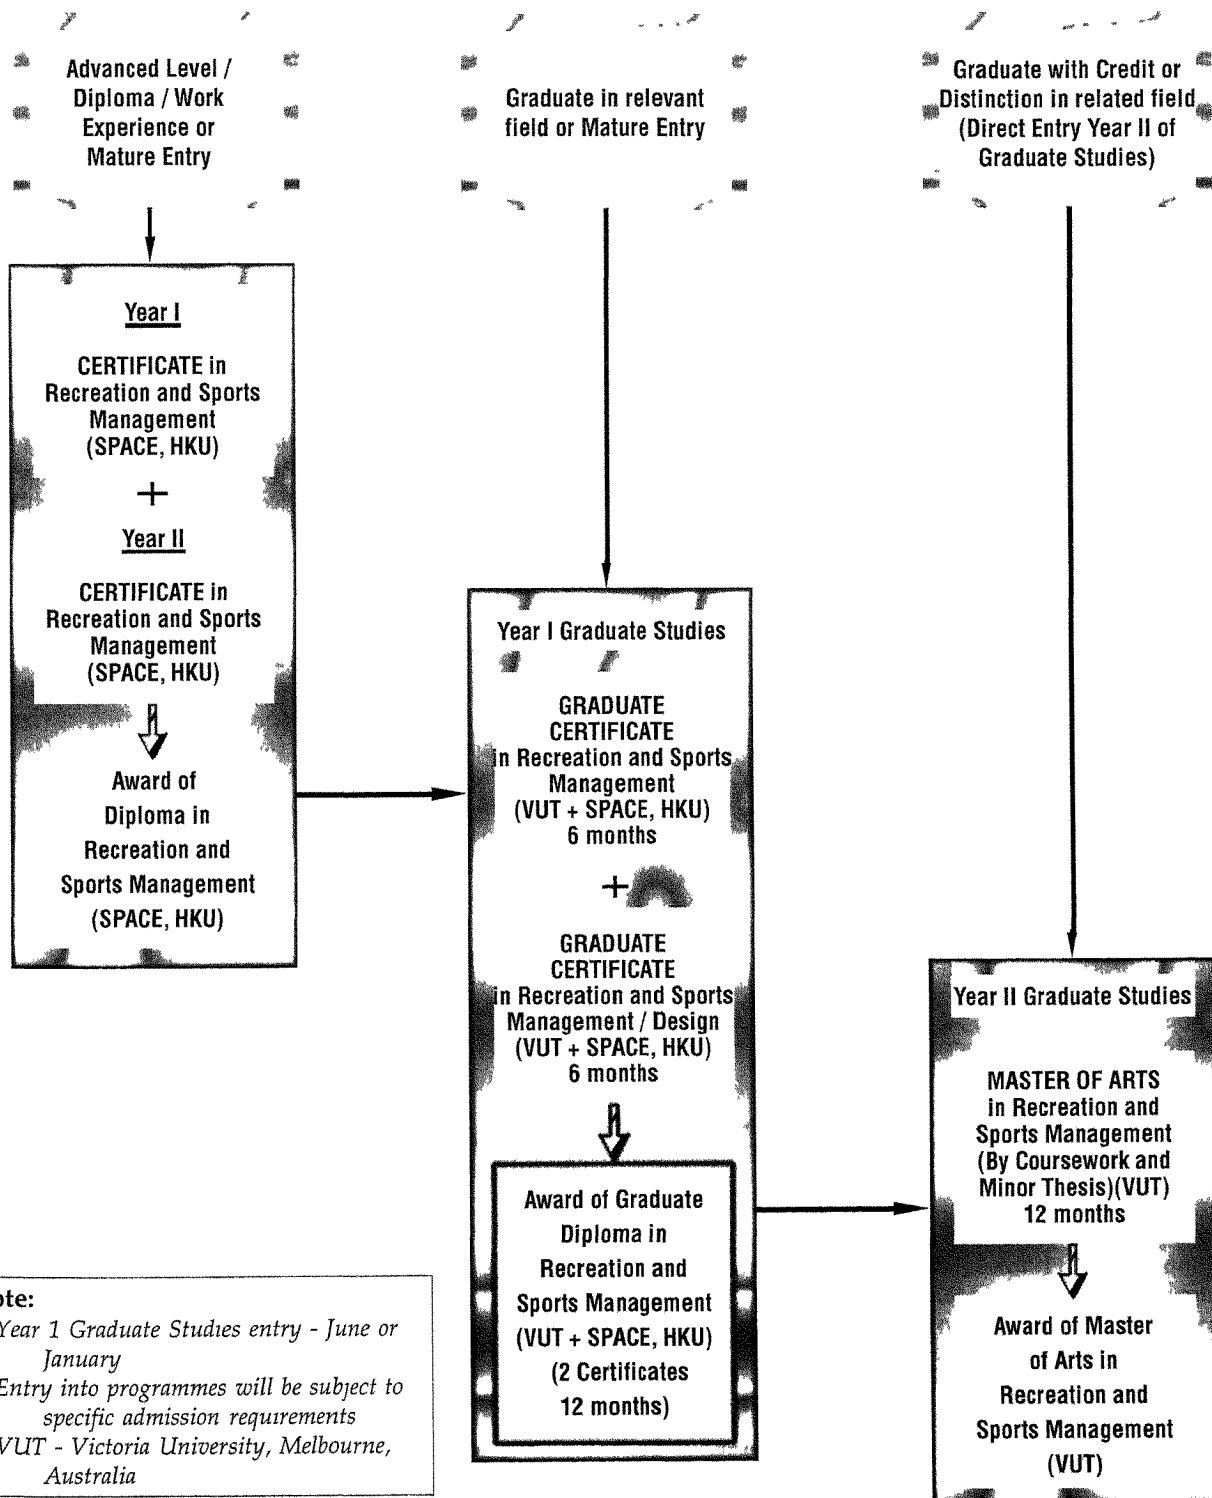 Advanced Level /
Diploma / Work
Experience or
Mature Entry
Graduate in relevant
field or Mature Entry
Graduate with Credit or
Distinction in related field
(Direct Entry Year II of
Graduate Studies)
Year I
CERTIFICATE in
Recreation and Sports
Management
(SPACE, HKU)
+
Year II
CERTIFICATE in
Recreation and Sports
Management
(SPACE, HKU)
Award of
Diploma in
Recreation and
Sports Management
(SPACE, HKU)
Year I Graduate Studies
GRADUATE
CERTIFICATE
in Recreation and Sports
Management
(VUT + SPACE, HKU)
6 months
+
GRADUATE
CERTIFICATE
in Recreation and Sports
Management / Design
(VUT + SPACE, HKU)
6 months
Award of Graduate
Diploma in
Recreation and
Sports Management
(VUT + SPACE, HKU)
(2 Certificates
12 months)
Year II Graduate Studies
MASTER OF ARTS
in Recreation and
Sports Management
(By Coursework and
Minor Thesis)(VUT)
12 months
Award of Master
of Arts in
Recreation and
Sports Management
(VUT)
ote:
Year 1 Graduate Studies entry - June or
January
Entry into programmes will be subject to
specific admission requirements
VUT - Victoria University, Melbourne,
Australia